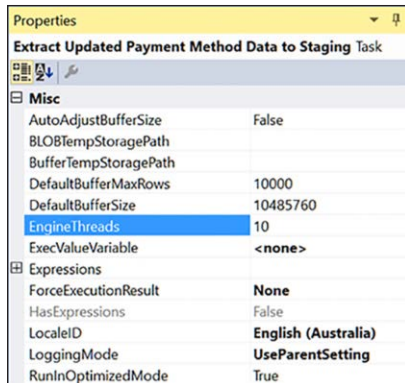 Properties
Extract Updated Payment Method Data to Staging Task
Misc
AutoAdjustBufferSize False
BLOBTempStoragePath
BufferTempStoragePath
DefaultBufferMaxRows 10000
DefaultBufferSize 10485760
EngineThreads 10
ExecValueVariable <none>
Expressions
ForceExecutionResult None
HasExpressions False
LocaleID English (Australia)
LoggingMode UseParentSetting
RunInOptimizedMode True